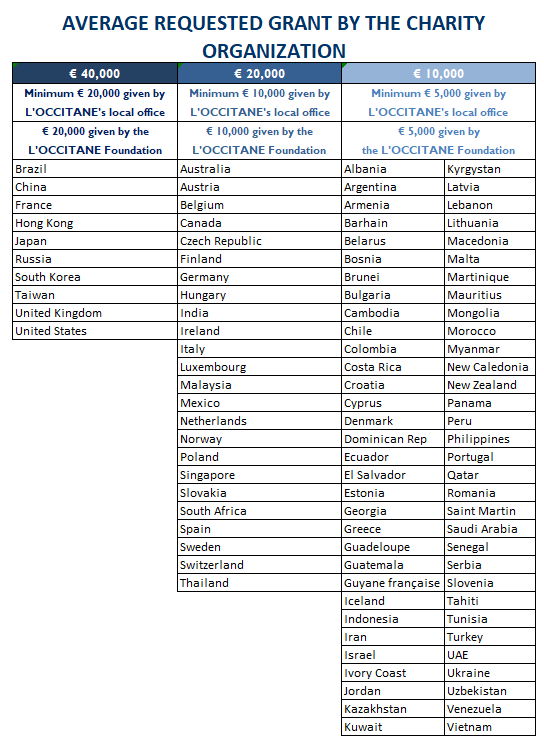 AVERAGE REQUESTED GRANT BY THE CHARITY
ORGANIZATION
€ 40,000 € 20,000 € 10,000
Minimum € 20,000 given by Minimum € 10,000 given by Minimum € 5,000 given by
L'OCCITANE's local office L'OCCITANE's local office L'OCCITANE's local office
€ 20,000 given by the € 10,000 given by the € 5,000 given by
L'OCCITANE Foundation L'OCCITANE Foundation the L'OCCITANE Foundation
Brazil Australia Albania Kyrgystan
China Austria Argentina Latvia
France Belgium Armenia Lebanon
Hong Kong Canada Barhain Lithuania
Japan Czech Republic Belarus Macedonia
Russia Finland Bosnia Malta
South Korea Germany Brunei Martinique
Taiwan Hungary Bulgaria Mauritius
United Kingdom India Cambodia Mongolia
United States Ireland Chile Morocco
Italy Colombia Myanmar
Luxembourg Costa Rica New Caledonia
Malaysia Croatia New Zealand
Mexico Cyprus Panama
Netherlands Denmark Peru
Norway Dominican Rep Philippines
Poland Ecuador Portugal
Singapore El Salvador Qatar
Slovakia Estonia Romania
South Africa Georgia Saint Martin
Spain Greece Saudi Arabia
Sweden Guadeloupe Senegal
Switzerland Guatemala Serbia
Thailand Guyane française Slovenia
Iceland Tahiti
Indonesia Tunisia
Iran Turkey
Israel UAE
Ivory Coast Ukraine
Jordan Uzbekistan
Kazakhstan Venezuela
Kuwait Vietnam